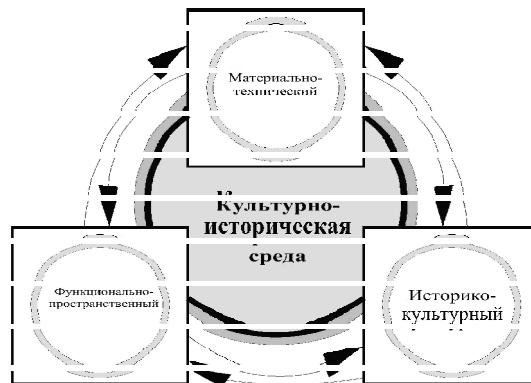 Материально-
технический
Культурно-
историческая
среда
Функционально-
пространственный
Историко-
культурный